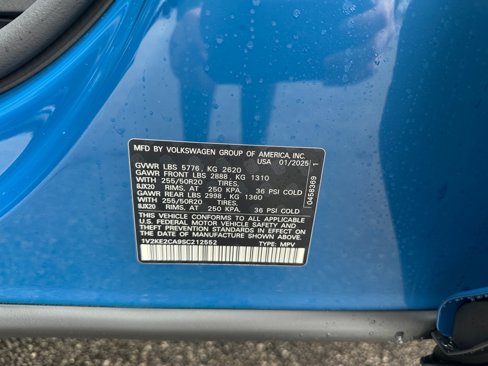 MFD BY VOLKSWAGEN GROUP OF AMERICA, INC.
USA 01/2025 1
GVWR LBS 5776, KG 2620
GAWR FRONT LBS 2888 KG 1310
WITH 255/50R20 TIRES,
8JX20 RIMS, AT 250 KPA, 36 PSI COLD
GAWR REAR LBS 2998, KG 1360
WITH 255/50R20 TIRES,
8JX20 RIMS, AT 250 KPA, 36 PSI COLD
THIS VEHICLE CONFORMS TO ALL APPLICABLE
U.S. FEDERAL MOTOR VEHICLE SAFETY AND
THEFT PREVENTION STANDARDS IN EFFECT ON
THE DATE OF MANUFACTURE SHOWN ABOVE.
1V2KE2CA9SC212552 TYPE: MPV
0458369